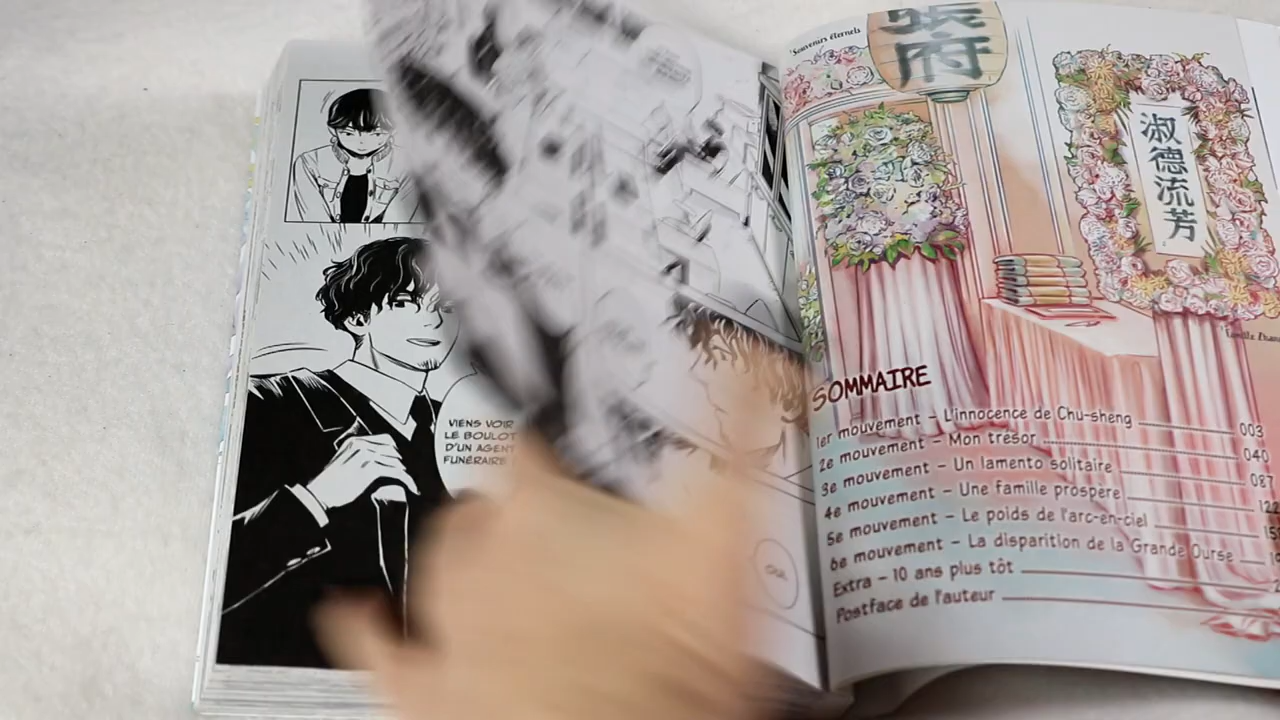 VIENS VOIR
LE BOULOT
D'UN AGENT
FUNÉRAIRE !
OUI.
Souvenirs éternels
張
府
淑德流芳
SOMMAIRE
1er mouvement – L'innocence de Chu-sheng 003
2e mouvement – Mon trésor 040
3e mouvement – Un lamento solitaire 087
4e mouvement – Une famille prospère
5e mouvement – Le poids de l'arc-en-ciel
6e mouvement – La disparition de la Grande Ourse
Extra – 10 ans plus tôt
Postface de l'auteur